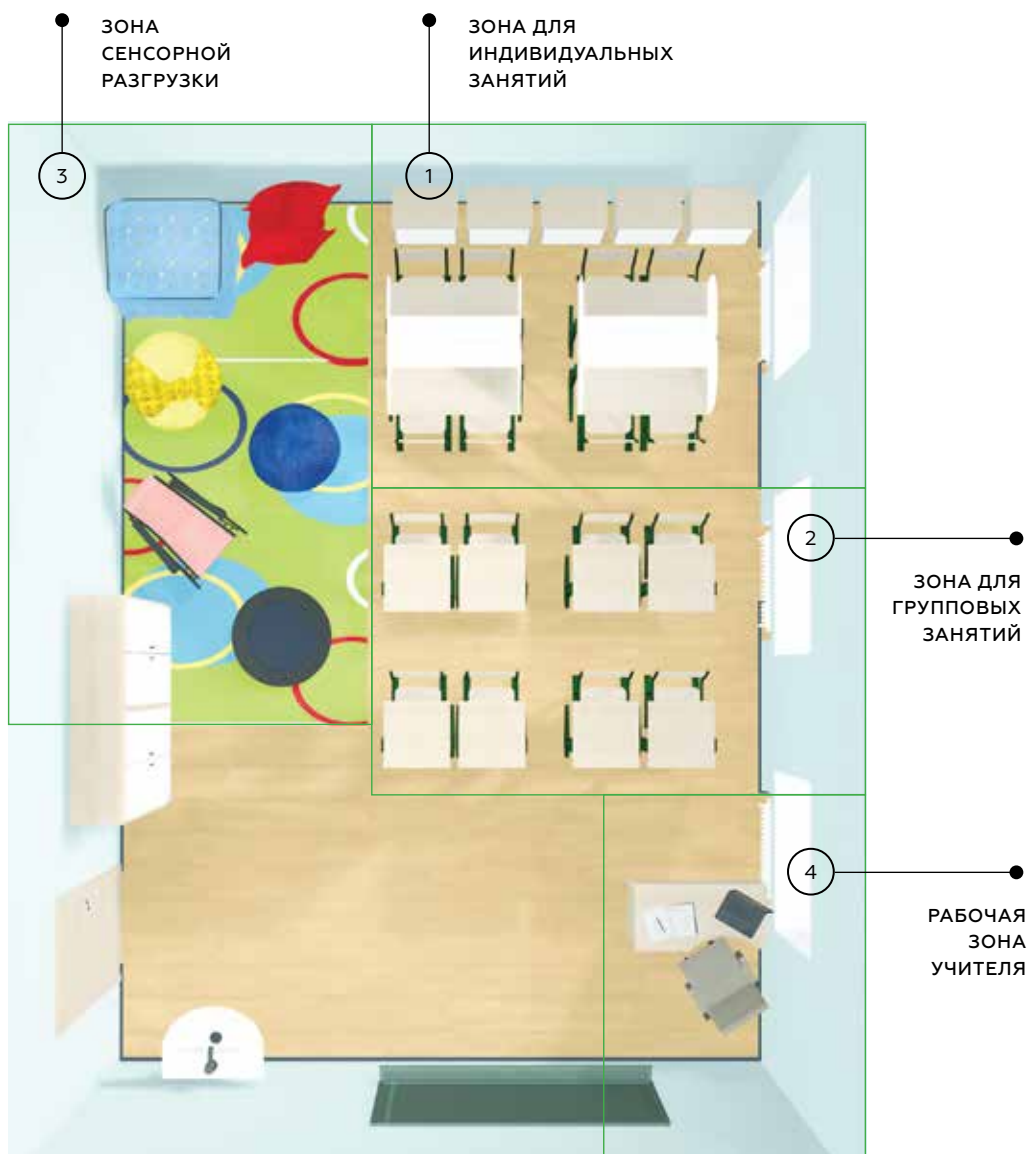 ЗОНА
СЕНСОРНОЙ
РАЗГРУЗКИ
ЗОНА ДЛЯ
ИНДИВИДУАЛЬНЫХ
ЗАНЯТИЙ
3
1
2
ЗОНА ДЛЯ
ГРУППОВЫХ
ЗАНЯТИЙ
4
РАБОЧАЯ
ЗОНА
УЧИТЕЛЯ